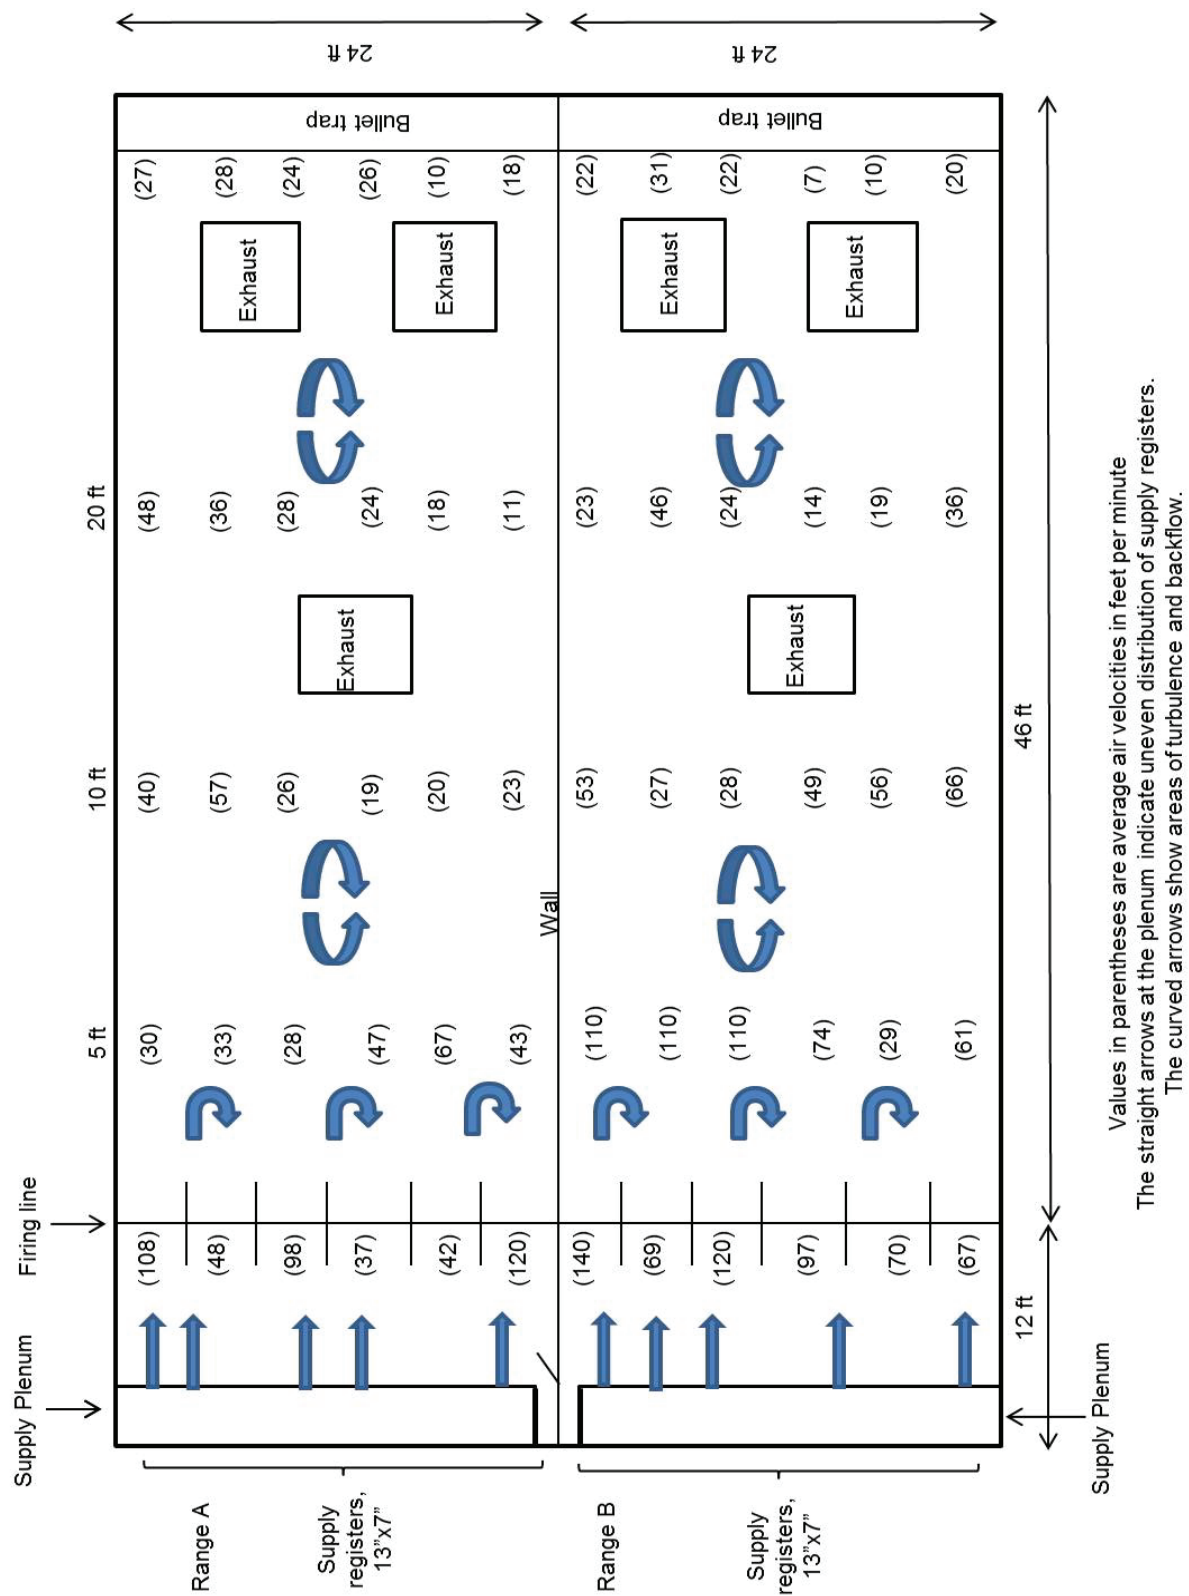 Supply Plenum Firing line
5 ft 10 ft 20 ft
(108) (30) (40) (48) (27)
Range A
(48) (33) (57) (36) (28)
Exhaust
(98) (28) (26) (28) (24)
Supply
registers,
13"x7"
Exhaust
Bullet trap
24 ft
(37) (47) (19) (24) (26)
(42) (67) (20) (18) (10)
Exhaust
(120) (43) (23) (11) (18)
Wall
(140) (110) (53) (23) (22)
Range B
(69) (110) (27) (46) (31)
Exhaust
(120) (110) (28) (24) (22)
Supply
registers,
13"x7"
Exhaust
Bullet trap
24 ft
(97) (74) (49) (14) (7)
Exhaust
(70) (29) (56) (19) (10)
(67) (61) (66) (36) (20)
12 ft 46 ft
Supply Plenum
Values in parentheses are average air velocities in feet per minute
The straight arrows at the plenum indicate uneven distribution of supply registers.
The curved arrows show areas of turbulence and backflow.